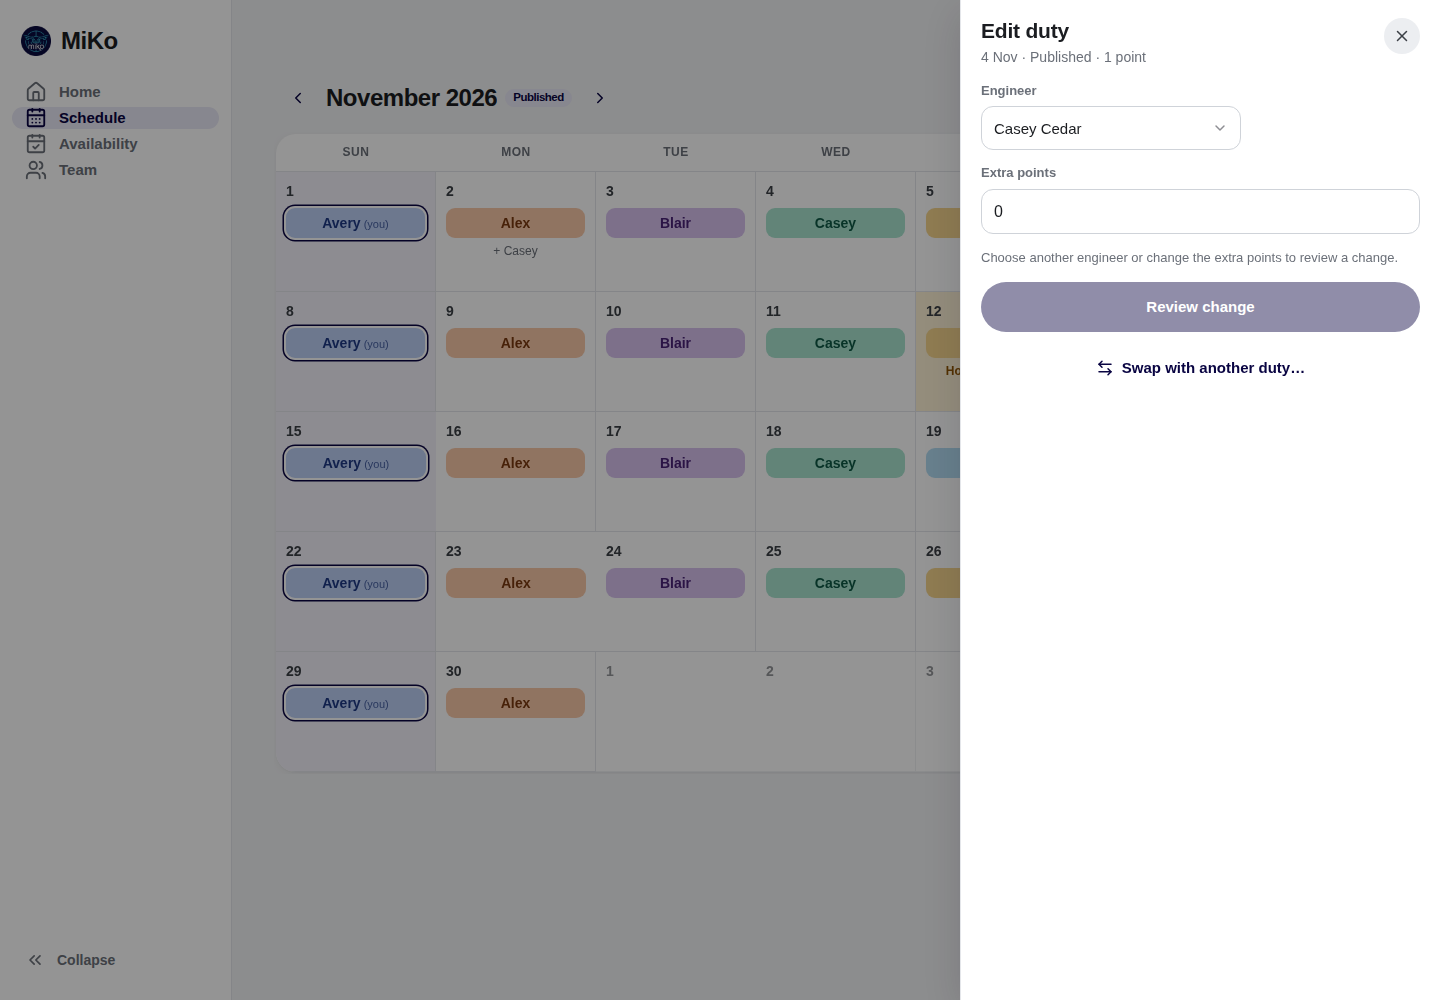 MiKo
Home
Schedule
Availability
Team
Collapse
November 2026 Published
SUN MON TUE WED
1 2 3 4 5
Avery (you) Alex Blair Casey
+ Casey
8 9 10 11 12
Avery (you) Alex Blair Casey
15 16 17 18 19
Avery (you) Alex Blair Casey
22 23 24 25 26
Avery (you) Alex Blair Casey
29 30 1 2 3
Avery (you) Alex
Edit duty
4 Nov · Published · 1 point
Engineer
Casey Cedar
Extra points
0
Choose another engineer or change the extra points to review a change.
Review change
Swap with another duty…